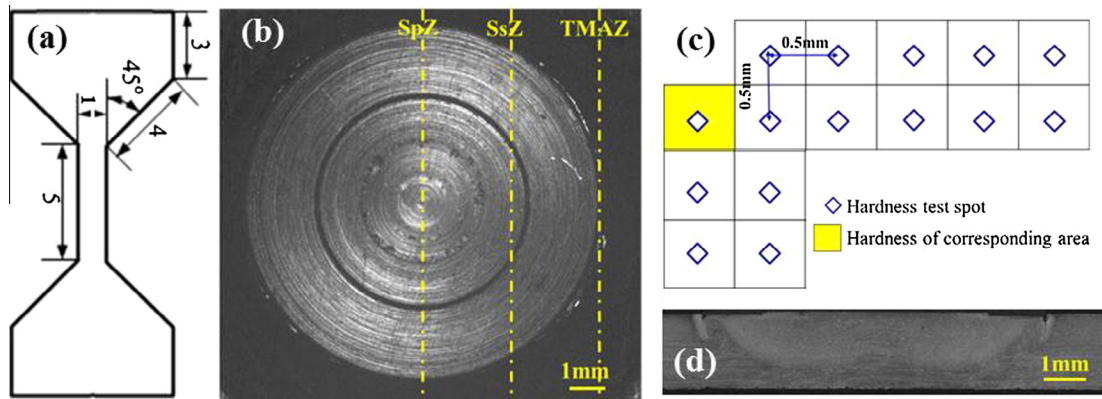 (a)
3
45°
1
4
5
(b)
SpZ
SsZ
TMAZ
1mm
(c)
0.5mm
0.5mm
Hardness test spot
Hardness of corresponding area
(d)
1mm